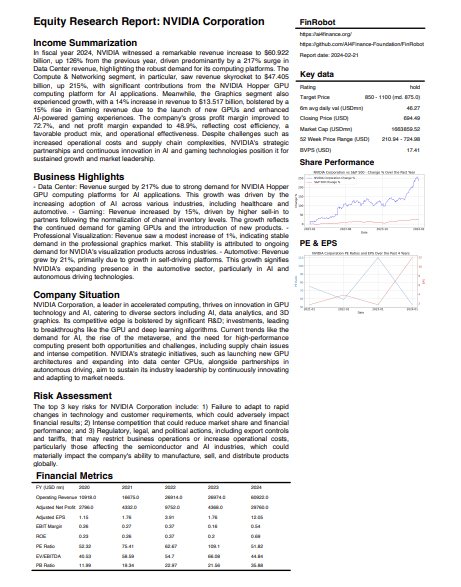 Equity Research Report: NVIDIA Corporation
Income Summarization
In fiscal year 2024, NVIDIA witnessed a remarkable revenue increase to $60.922
billion, up 126% from the previous year, driven predominantly by a 217% surge in
Data Center revenue, highlighting the robust demand for its computing platforms. The
Compute & Networking segment, in particular, saw revenue skyrocket to $47.405
billion, up 215%, with significant contributions from the NVIDIA Hopper GPU
computing platform for AI applications. Meanwhile, the Graphics segment also
experienced growth, with a 14% increase in revenue to $13.517 billion, bolstered by a
15% rise in Gaming revenue due to the launch of new GPUs and enhanced
AI-powered gaming experiences. The company's gross profit margin improved to
72.7%, and net profit margin expanded to 48.9%, reflecting cost efficiency, a
favorable product mix, and operational effectiveness. Despite challenges such as
increased operational costs and supply chain complexities, NVIDIA's strategic
partnerships and continuous innovation in AI and gaming technologies position it for
sustained growth and market leadership.
Business Highlights
- Data Center: Revenue surged by 217% due to strong demand for NVIDIA Hopper
GPU computing platforms for AI applications. This growth was driven by the
increasing adoption of AI across various industries, including healthcare and
automotive. - Gaming: Revenue increased by 15%, driven by higher sell-in to
partners following the normalization of channel inventory levels. The growth reflects
the continued demand for gaming GPUs and the introduction of new products. -
Professional Visualization: Revenue saw a modest increase of 1%, indicating stable
demand in the professional graphics market. This stability is attributed to ongoing
demand for NVIDIA's visualization products across industries. - Automotive: Revenue
grew by 21%, primarily due to growth in self-driving platforms. This growth signifies
NVIDIA's expanding presence in the automotive sector, particularly in AI and
autonomous driving technologies.
Company Situation
NVIDIA Corporation, a leader in accelerated computing, thrives on innovation in GPU
technology and AI, catering to diverse sectors including AI, data analytics, and 3D
graphics. Its competitive edge is bolstered by significant R&D; investments, leading
to breakthroughs like the GPU and deep learning algorithms. Current trends like the
demand for AI, the rise of the metaverse, and the need for high-performance
computing present both opportunities and challenges, including supply chain issues
and intense competition. NVIDIA's strategic initiatives, such as launching new GPU
architectures and expanding into data center CPUs, alongside partnerships in
autonomous driving, aim to sustain its industry leadership by continuously innovating
and adapting to market needs.
Risk Assessment
The top 3 key risks for NVIDIA Corporation include: 1) Failure to adapt to rapid
changes in technology and customer requirements, which could adversely impact
financial results; 2) Intense competition that could reduce market share and financial
performance; and 3) Regulatory, legal, and political actions, including export controls
and tariffs, that may restrict business operations or increase operational costs,
particularly those affecting the semiconductor and AI industries, which could
materially impact the company's ability to manufacture, sell, and distribute products
globally.
Financial Metrics
FY (USD mn) 2020 2021 2022 2023 2024
Operating Revenue 10918.0 16675.0 26914.0 26974.0 60922.0
Adjusted Net Profit 2796.0 4332.0 9752.0 4368.0 29760.0
Adjusted EPS 1.15 1.76 3.91 1.76 12.05
EBIT Margin 0.26 0.27 0.37 0.16 0.54
ROE 0.23 0.26 0.37 0.2 0.69
PE Ratio 52.32 75.41 62.67 109.1 51.82
EV/EBITDA 40.53 58.59 54.7 66.08 44.84
PB Ratio 11.99 19.34 22.97 21.56 35.88
FinRobot
https://ai4finance.org/
https://github.com/AI4Finance-Foundation/FinRobot
Report date: 2024-02-21
Key data
Rating hold
Target Price 850 - 1100 (md. 875.0)
6m avg daily vol (USDmn) 46.27
Closing Price (USD) 694.49
Market Cap (USDmn) 1663859.52
52 Week Price Range (USD) 210.94 - 724.98
BVPS (USD) 17.41
Share Performance
NVIDIA Corporation vs S&P 500 - Change % Over the Past Year
NVIDIA Corporation Change %
S&P 500 Change %
Date
PE & EPS
NVIDIA Corporation PE Ratios and EPS Over the Past 4 Years
Date